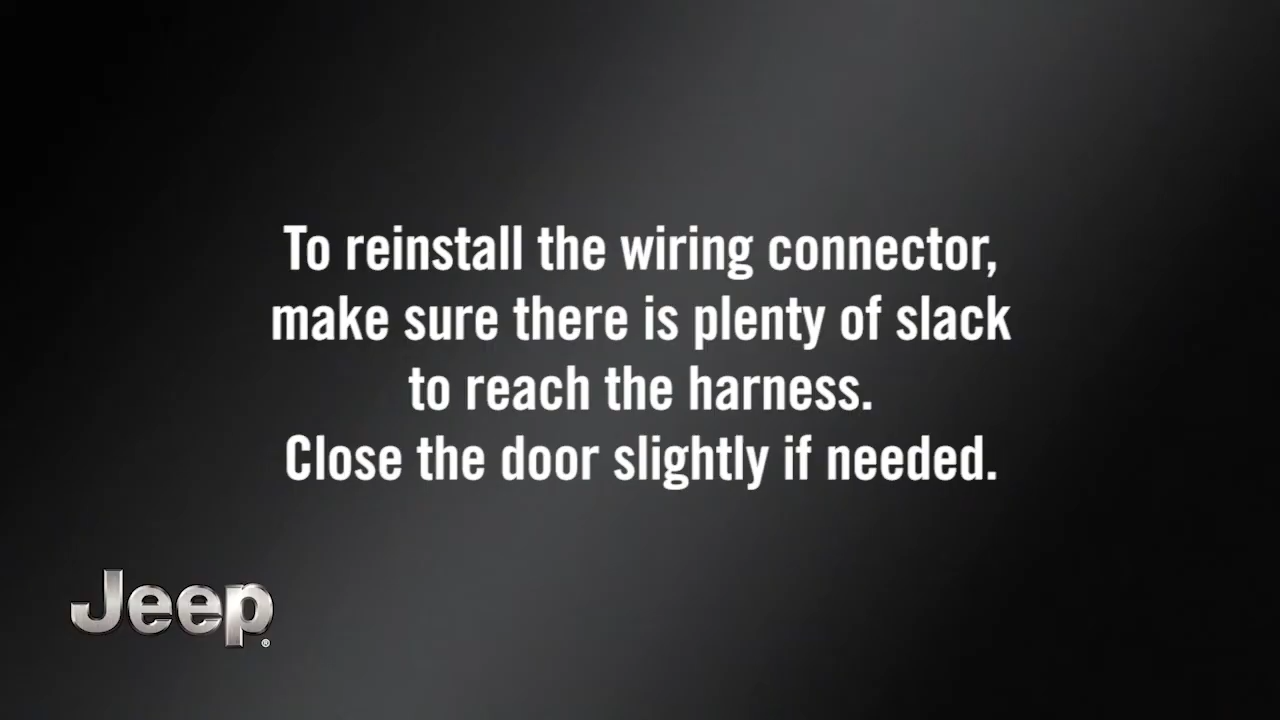 To reinstall the wiring connector,
make sure there is plenty of slack
to reach the harness.
Close the door slightly if needed.
Jeep®